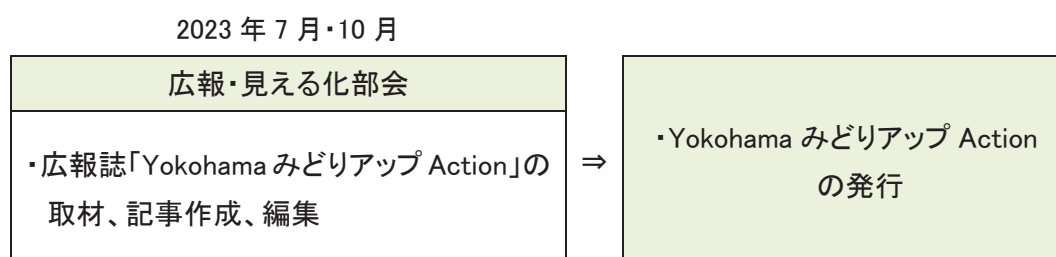 2023 年 7 月・10 月
広報・見える化部会
・広報誌「Yokohama みどりアップ Action」の
取材、記事作成、編集
⇒
・Yokohama みどりアップ Action
の発行